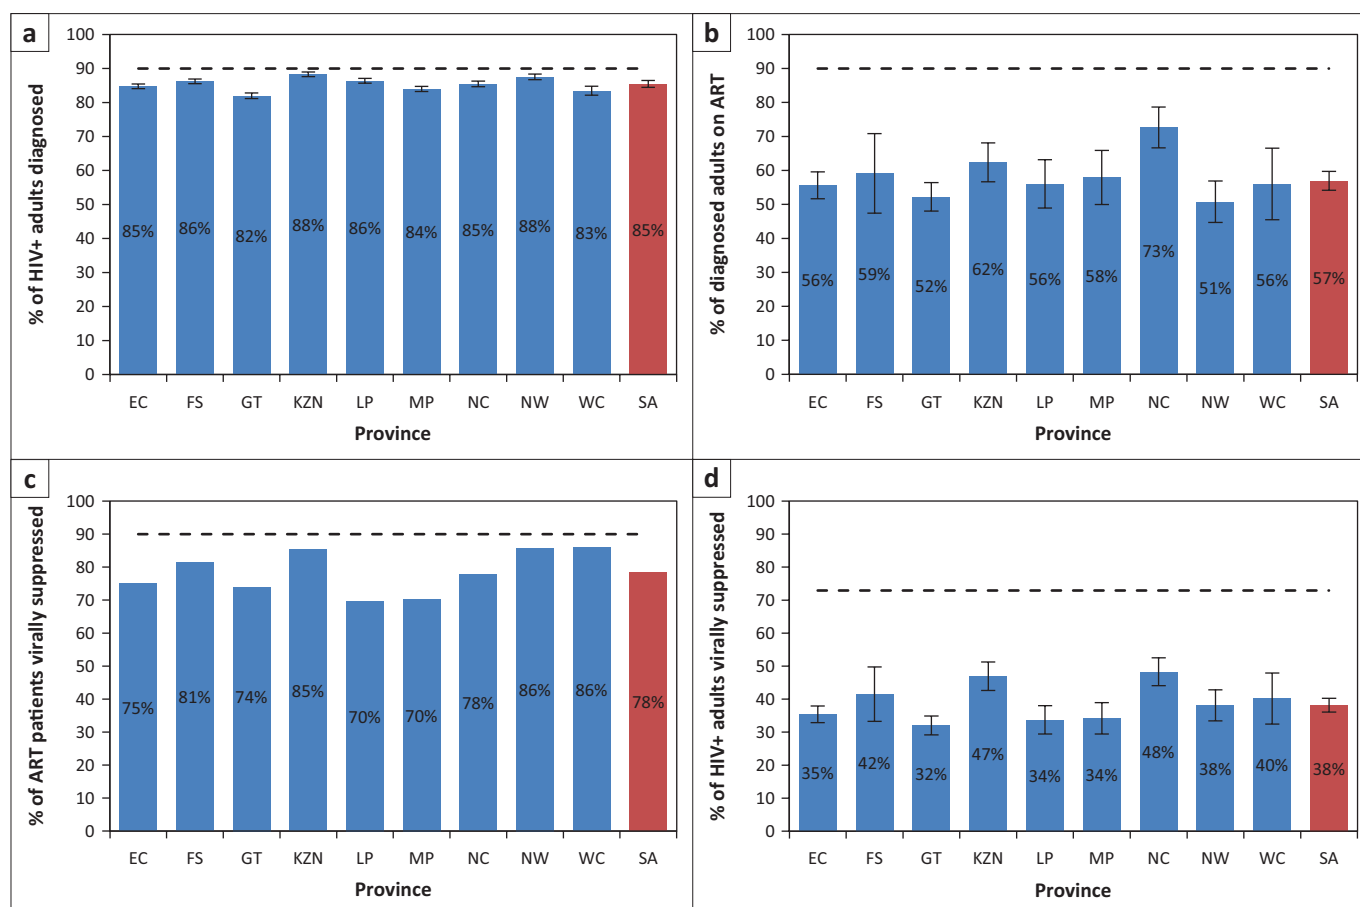 a
% of HIV+ adults diagnosed
100
90
80
70
60
50
40
30
20
10
0
85% 86% 82% 88% 86% 84% 85% 88% 83% 85%
EC FS GT KZN LP MP NC NW WC SA
Province
b
% of diagnosed adults on ART
100
90
80
70
60
50
40
30
20
10
0
56% 59% 52% 62% 56% 58% 73% 51% 56% 57%
EC FS GT KZN LP MP NC NW WC SA
Province
c
% of ART patients virally suppressed
100
90
80
70
60
50
40
30
20
10
0
75% 81% 74% 85% 70% 70% 78% 86% 86% 78%
EC FS GT KZN LP MP NC NW WC SA
Province
d
% of HIV+ adults virally suppressed
100
90
80
70
60
50
40
30
20
10
0
35% 42% 32% 47% 34% 34% 48% 38% 40% 38%
EC FS GT KZN LP MP NC NW WC SA
Province